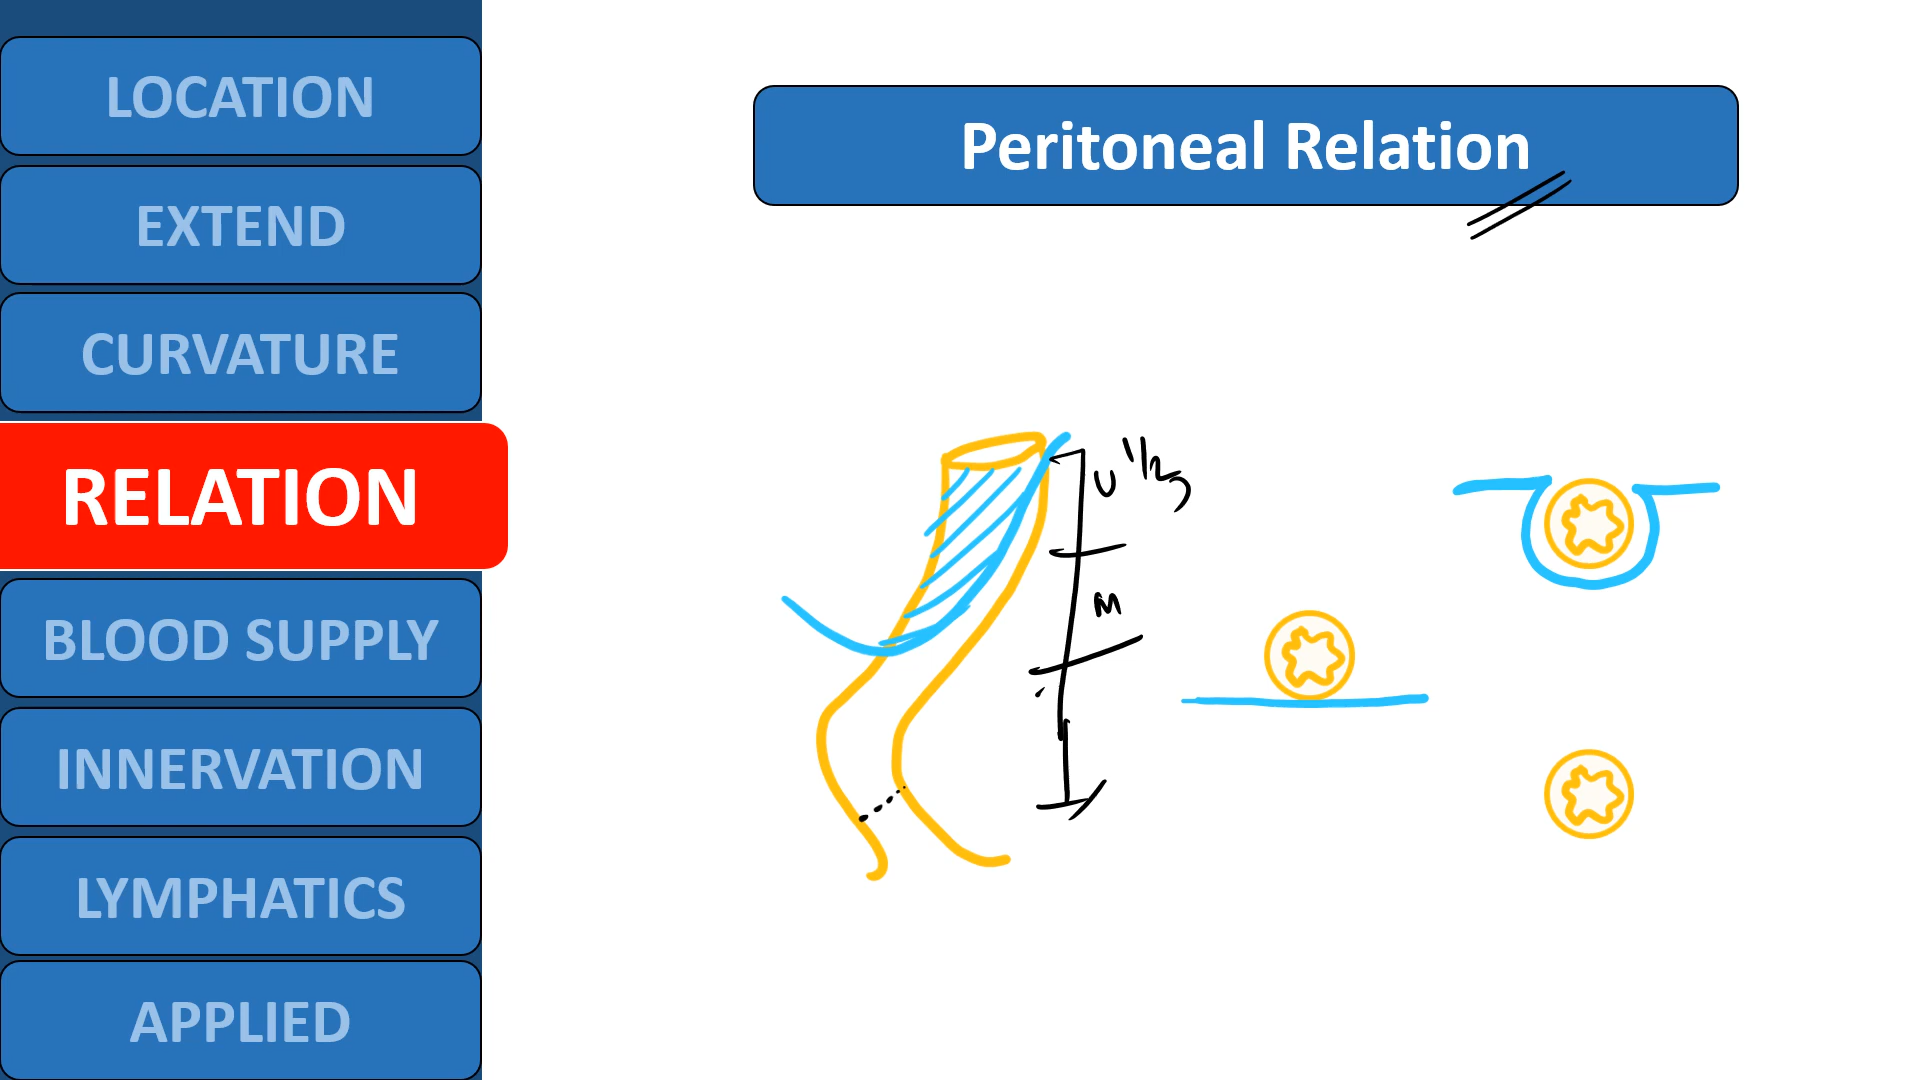 LOCATION
EXTEND
CURVATURE
RELATION
BLOOD SUPPLY
INNERVATION
LYMPHATICS
APPLIED
Peritoneal Relation
U 1/3
M